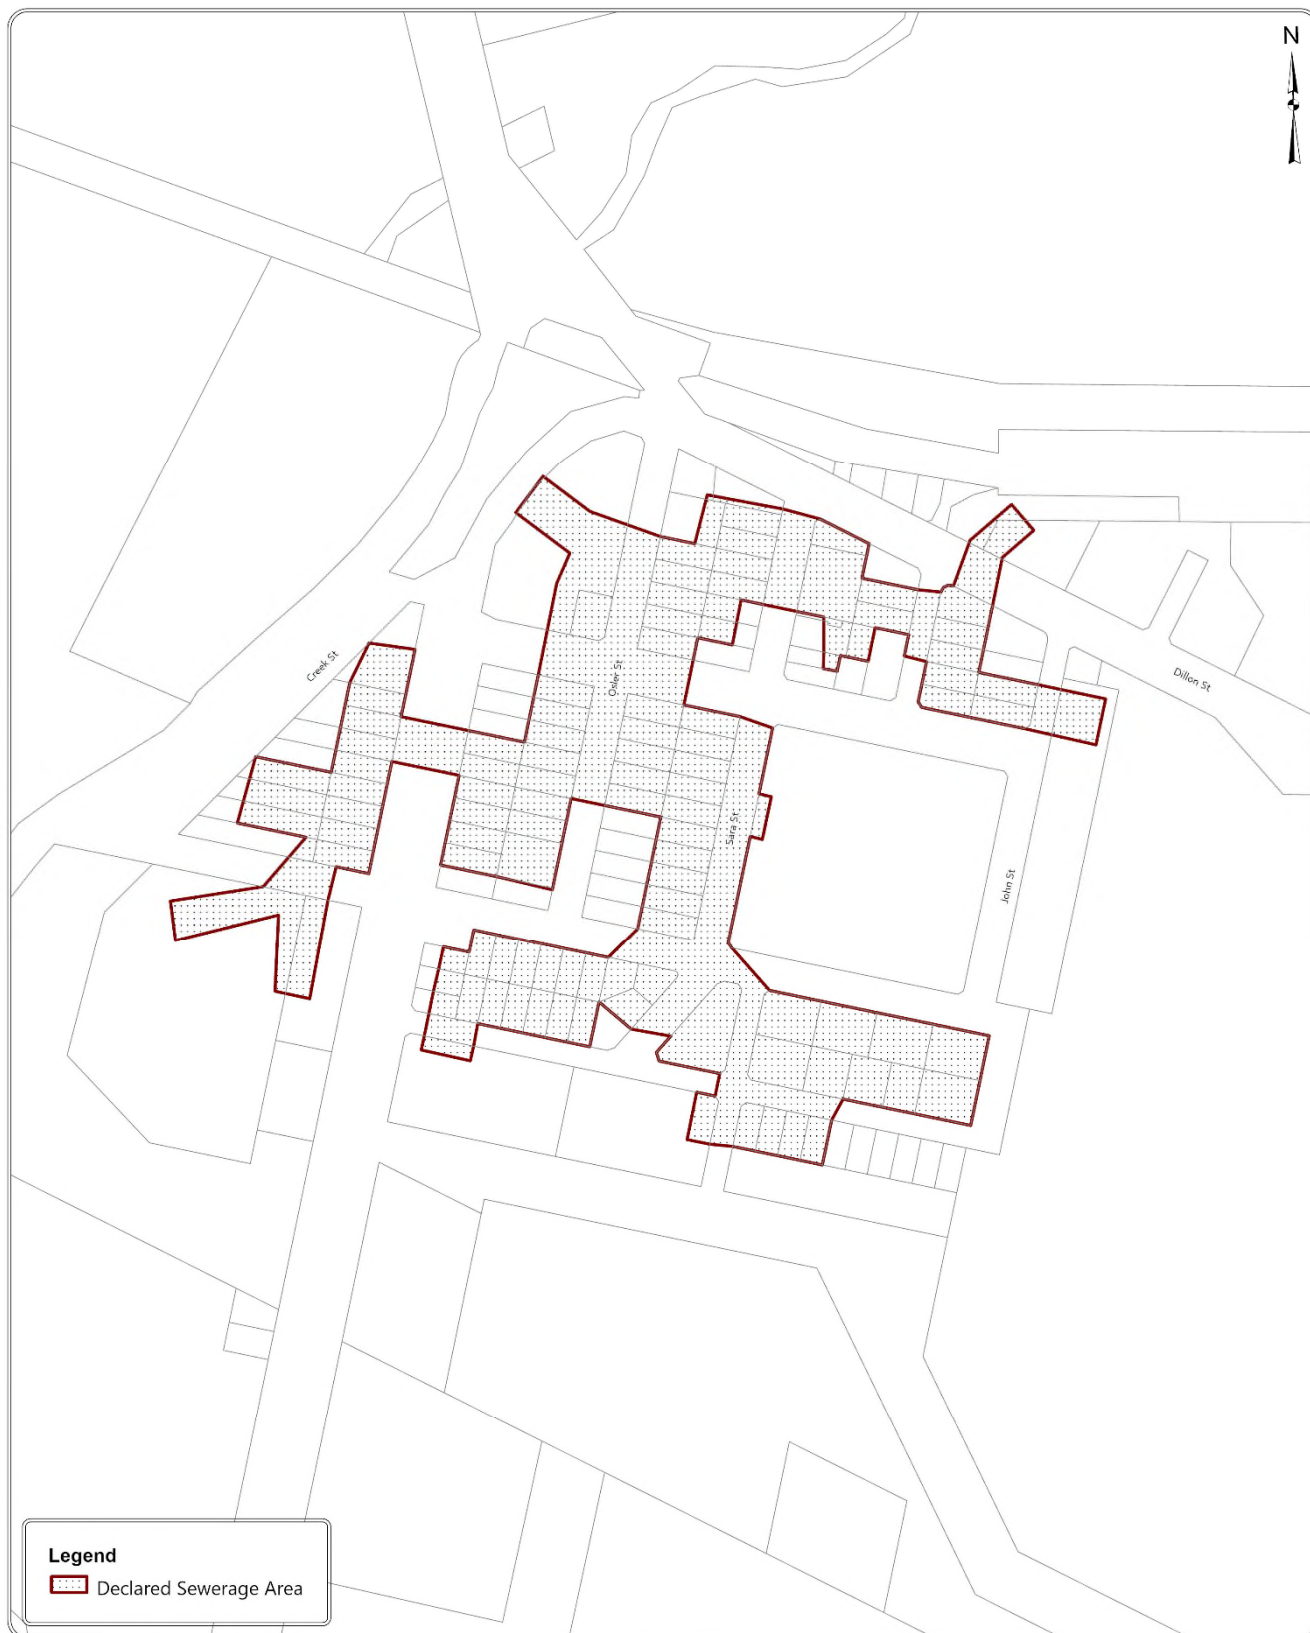 N
Creek St
Osler St
Dillon St
Sara St
John St
Legend
Declared Sewerage Area